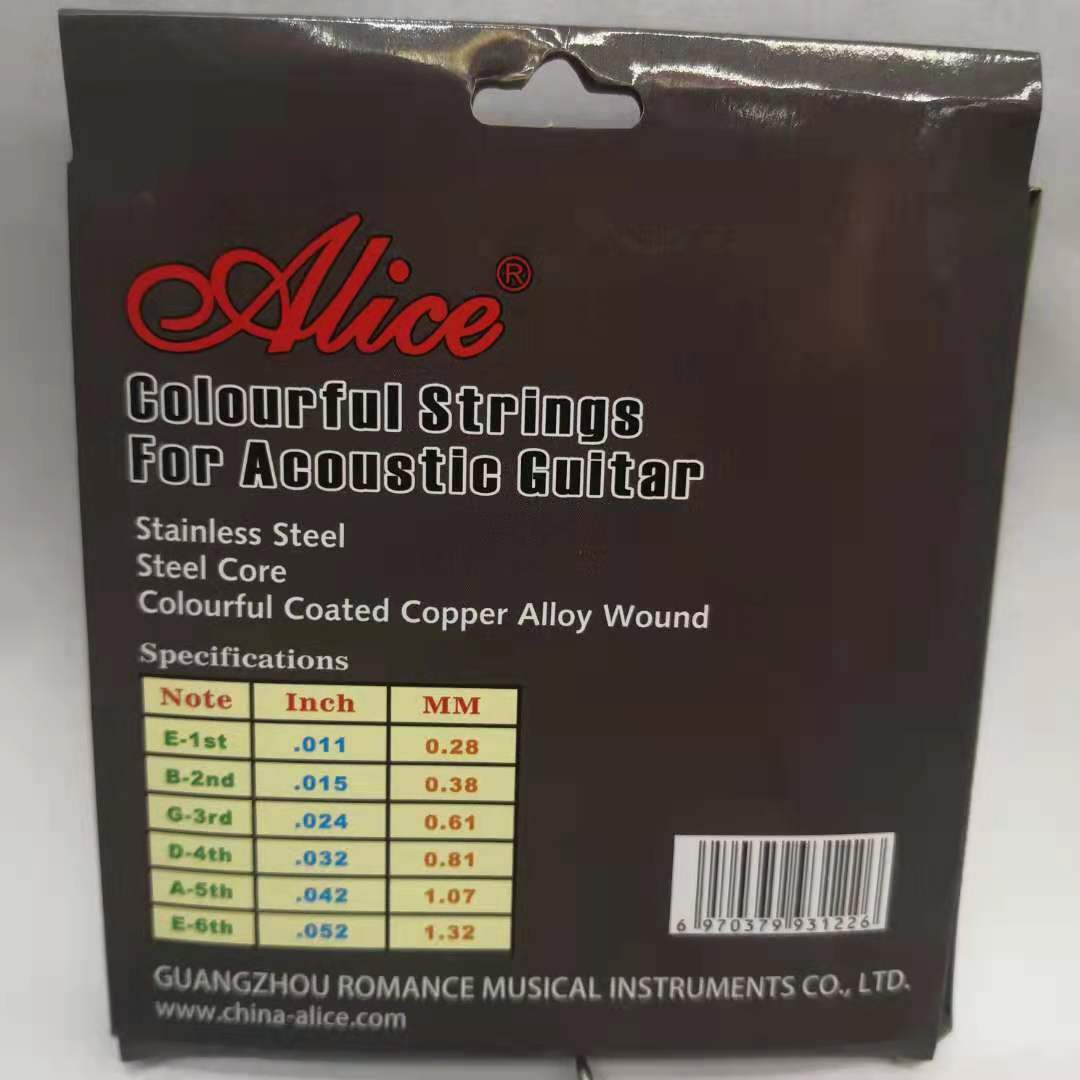 Alice®
Colourful Strings
For Acoustic Guitar
Stainless Steel
Steel Core
Colourful Coated Copper Alloy Wound
Specifications
Note Inch MM
E-1st .011 0.28
B-2nd .015 0.38
G-3rd .024 0.61
D-4th .032 0.81
A-5th .042 1.07
E-6th .052 1.32
6 970379 931226
GUANGZHOU ROMANCE MUSICAL INSTRUMENTS CO., LTD.
www.china-alice.com